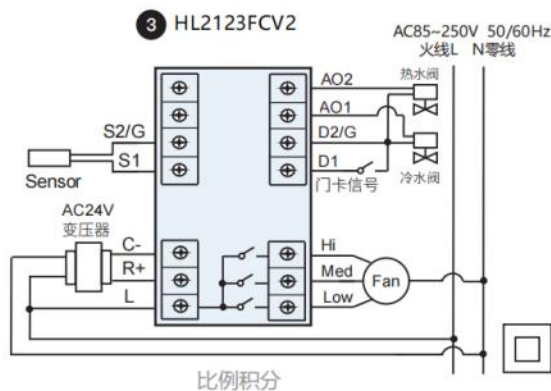 3 HL2123FCV2
AC85~250V 50/60Hz
火线L N零线
AO2
热水阀
AO1
S2/G
D2/G
S1
D1
Sensor
门卡信号
冷水阀
AC24V
变压器
C-
Hi
R+
Med
Fan
L
Low
比例积分